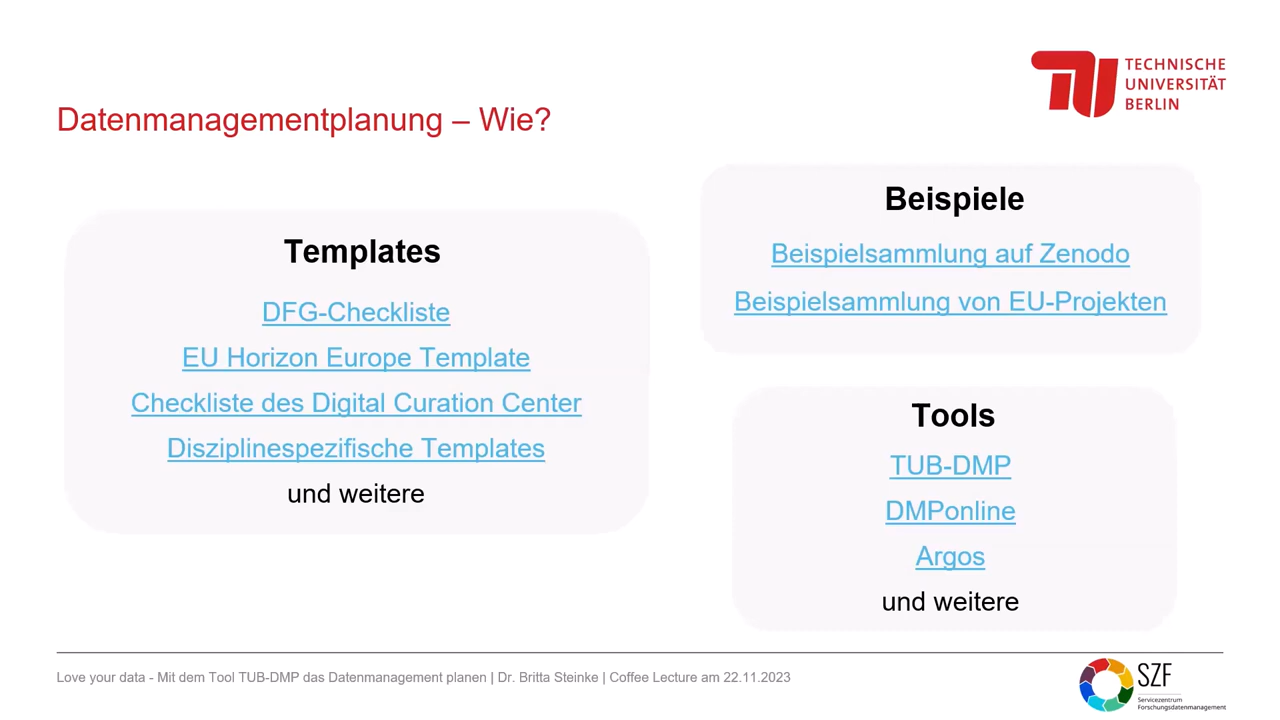 TECHNISCHE
UNIVERSITÄT
BERLIN
Datenmanagementplanung – Wie?
Templates
DFG-Checkliste
EU Horizon Europe Template
Checkliste des Digital Curation Center
Disziplinespezifische Templates
und weitere
Beispiele
Beispielsammlung auf Zenodo
Beispielsammlung von EU-Projekten
Tools
TUB-DMP
DMPonline
Argos
und weitere
Love your data - Mit dem Tool TUB-DMP das Datenmanagement planen | Dr. Britta Steinke | Coffee Lecture am 22.11.2023
SZF
Servicezentrum
Forschungsdatenmanagement